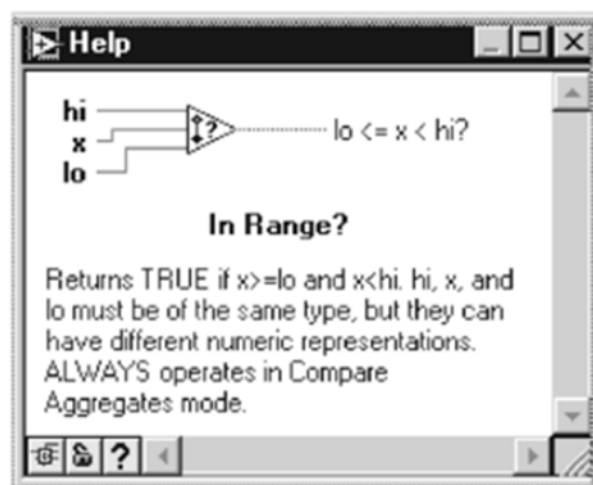 Help
hi
x
lo
?
lo <= x < hi?
In Range?
Returns TRUE if x>=lo and x<hi. hi, x, and
lo must be of the same type, but they can
have different numeric representations.
ALWAYS operates in Compare
Aggregates mode.
?